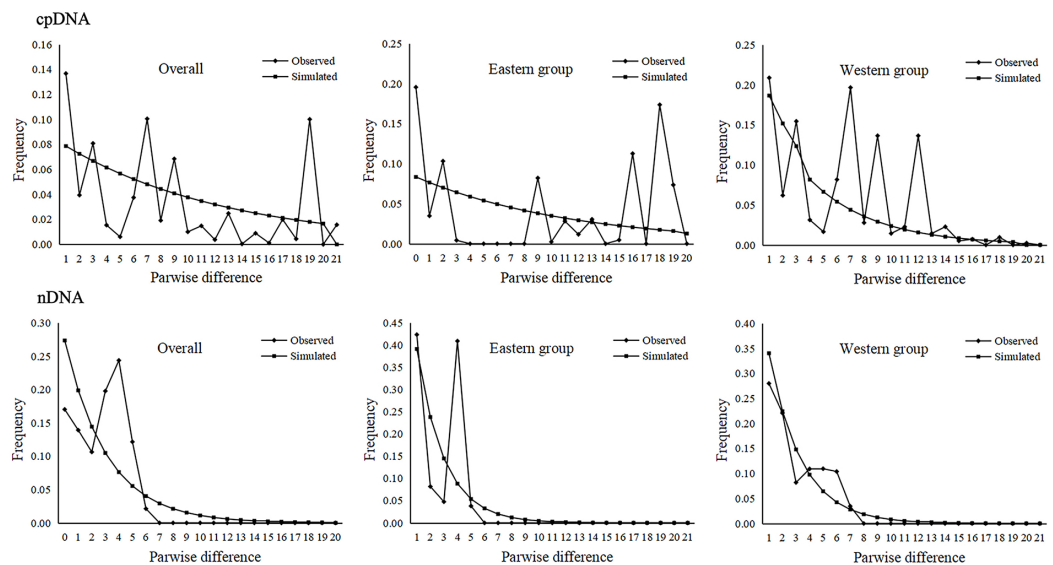 cpDNA
0.16
0.14
0.12
0.10
0.08
0.06
0.04
0.02
0.00
Frequency
Overall
Observed
Simulated
1 2 3 4 5 6 7 8 9 10 11 12 13 14 15 16 17 18 19 20 21
Parwise difference
0.25
0.20
0.15
0.10
0.05
0.00
Frequency
Eastern group
Observed
Simulated
0 1 2 3 4 5 6 7 8 9 10 11 12 13 14 15 16 17 18 19 20
Parwise difference
0.25
0.20
0.15
0.10
0.05
0.00
Frequency
Western group
Observed
Simulated
1 2 3 4 5 6 7 8 9 10 11 12 13 14 15 16 17 18 19 20 21
Parwise difference
nDNA
0.30
0.25
0.20
0.15
0.10
0.05
0.00
Frequency
Overall
Observed
Simulated
0 1 2 3 4 5 6 7 8 9 10 11 12 13 14 15 16 17 18 19 20
Parwise difference
0.45
0.40
0.35
0.30
0.25
0.20
0.15
0.10
0.05
0.00
Frequency
Eastern group
Observed
Simulated
1 2 3 4 5 6 7 8 9 10 11 12 13 14 15 16 17 18 19 20 21
Parwise difference
0.40
0.35
0.30
0.25
0.20
0.15
0.10
0.05
0.00
Frequency
Western group
Observed
Simulated
1 2 3 4 5 6 7 8 9 10 11 12 13 14 15 16 17 18 19 20 21
Parwise difference